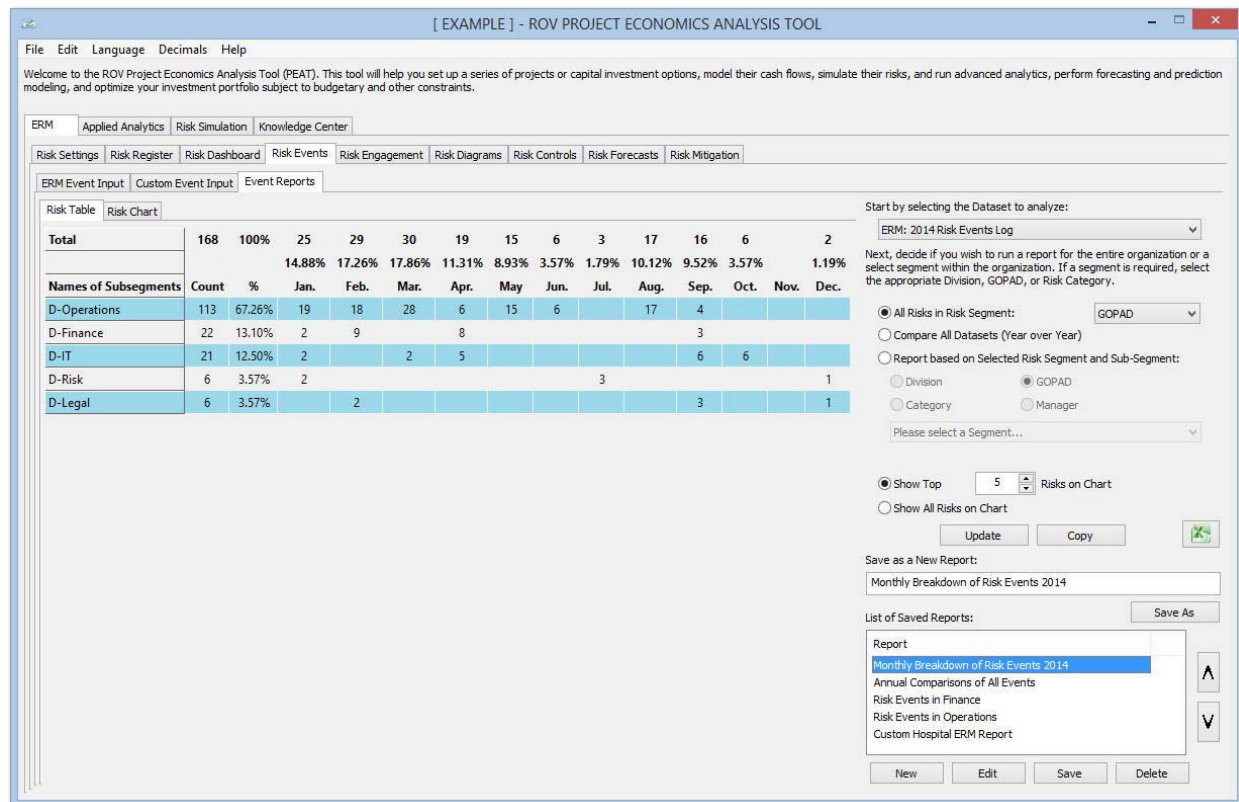 [ EXAMPLE ] - ROV PROJECT ECONOMICS ANALYSIS TOOL
File Edit Language Decimals Help
Welcome to the ROV Project Economics Analysis Tool (PEAT). This tool will help you set up a series of projects or capital investment options, model their cash flows, simulate their risks, and run advanced analytics, perform forecasting and prediction
modeling, and optimize your investment portfolio subject to budgetary and other constraints.
ERM Applied Analytics Risk Simulation Knowledge Center
Risk Settings Risk Register Risk Dashboard Risk Events Risk Engagement Risk Diagrams Risk Controls Risk Forecasts Risk Mitigation
ERM Event Input Custom Event Input Event Reports
Risk Table Risk Chart
Total 168 100% 25 29 30 19 15 6 3 17 16 6 2
14.88% 17.26% 17.86% 11.31% 8.93% 3.57% 1.79% 10.12% 9.52% 3.57% 1.19%
Names of Subsegments Count % Jan. Feb. Mar. Apr. May Jun. Jul. Aug. Sep. Oct. Nov. Dec.
D-Operations 113 67.26% 19 18 28 6 15 6 17 4
D-Finance 22 13.10% 2 9 8 3
D-IT 21 12.50% 2 2 5 6 6
D-Risk 6 3.57% 2 3 1
D-Legal 6 3.57% 2 3 1
Start by selecting the Dataset to analyze:
ERM: 2014 Risk Events Log
Next, decide if you wish to run a report for the entire organization or a
select segment within the organization. If a segment is required, select
the appropriate Division, GOPAD, or Risk Category.
All Risks in Risk Segment: GOPAD
Compare All Datasets (Year over Year)
Report based on Selected Risk Segment and Sub-Segment:
Division GOPAD
Category Manager
Please select a Segment...
Show Top 5 Risks on Chart
Show All Risks on Chart
Update Copy
Save as a New Report:
Monthly Breakdown of Risk Events 2014
List of Saved Reports: Save As
Report
Monthly Breakdown of Risk Events 2014
Annual Comparisons of All Events
Risk Events in Finance
Risk Events in Operations
Custom Hospital ERM Report
New Edit Save Delete